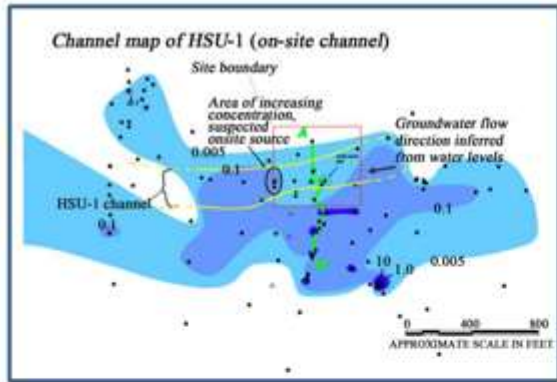 Channel map of HSU-1 (on-site channel)
Site boundary
Area of increasing
concentration,
suspected
onsite source
A
Groundwater flow
direction inferred
from water levels
0.005
0.1
HSU-1 channel
0.1
0.1
0.005
10
1.0
0 400 800
APPROXIMATE SCALE IN FEET